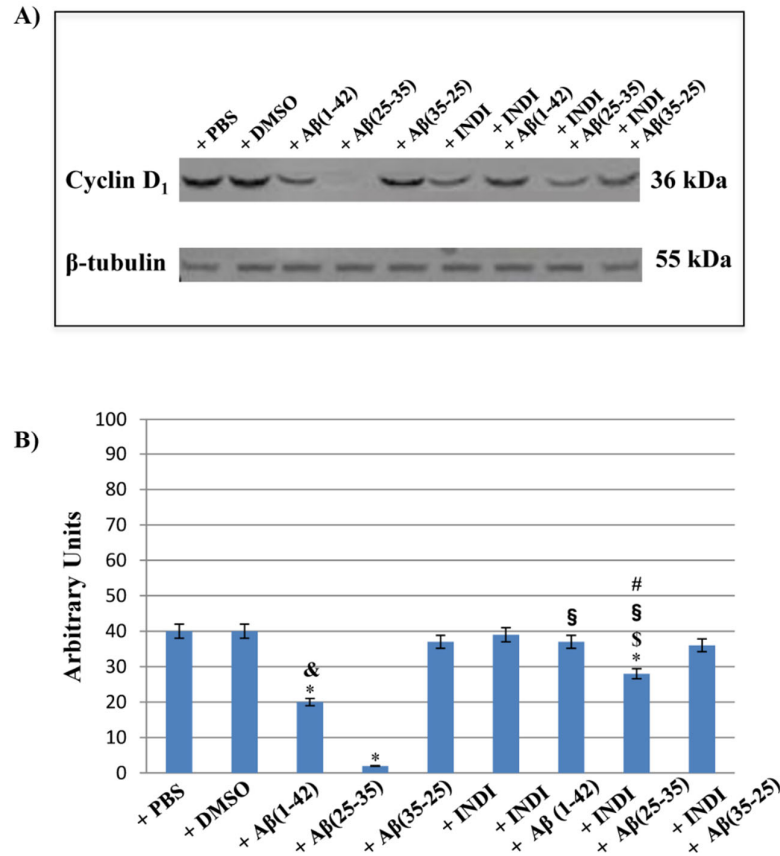 A)
+ PBS
+ DMSO
+ Aβ(1-42)
+ Aβ(25-35)
+ Aβ(35-25)
+ INDI
+ INDI
+ Aβ(1-42)
+ INDI
+ Aβ(25-35)
+ INDI
+ Aβ(35-25)
Cyclin D₁
36 kDa
β-tubulin
55 kDa
B)
Arbitrary Units
100
90
80
70
60
50
40
30
20
10
0
&
*
*
§
#
§
$
*
+ PBS
+ DMSO
+ Aβ(1-42)
+ Aβ(25-35)
+ Aβ(35-25)
+ INDI
+ INDI
+ Aβ (1-42)
+ INDI
+ Aβ(25-35)
+ INDI
+ Aβ(35-25)